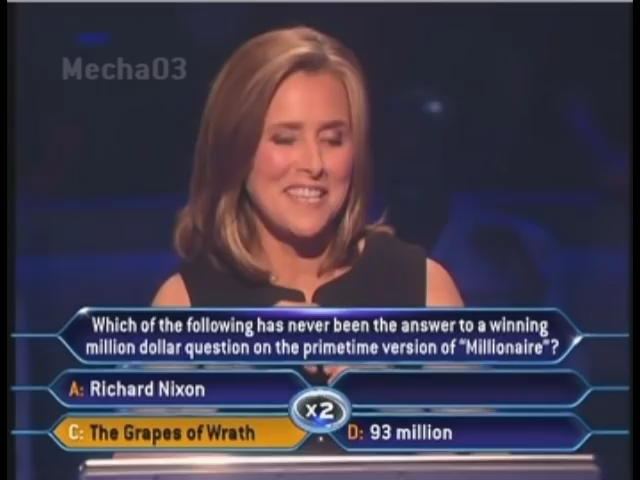 Mecha03
Which of the following has never been the answer to a winning
million dollar question on the primetime version of "Millionaire"?
A: Richard Nixon
x2
C: The Grapes of Wrath
D: 93 million